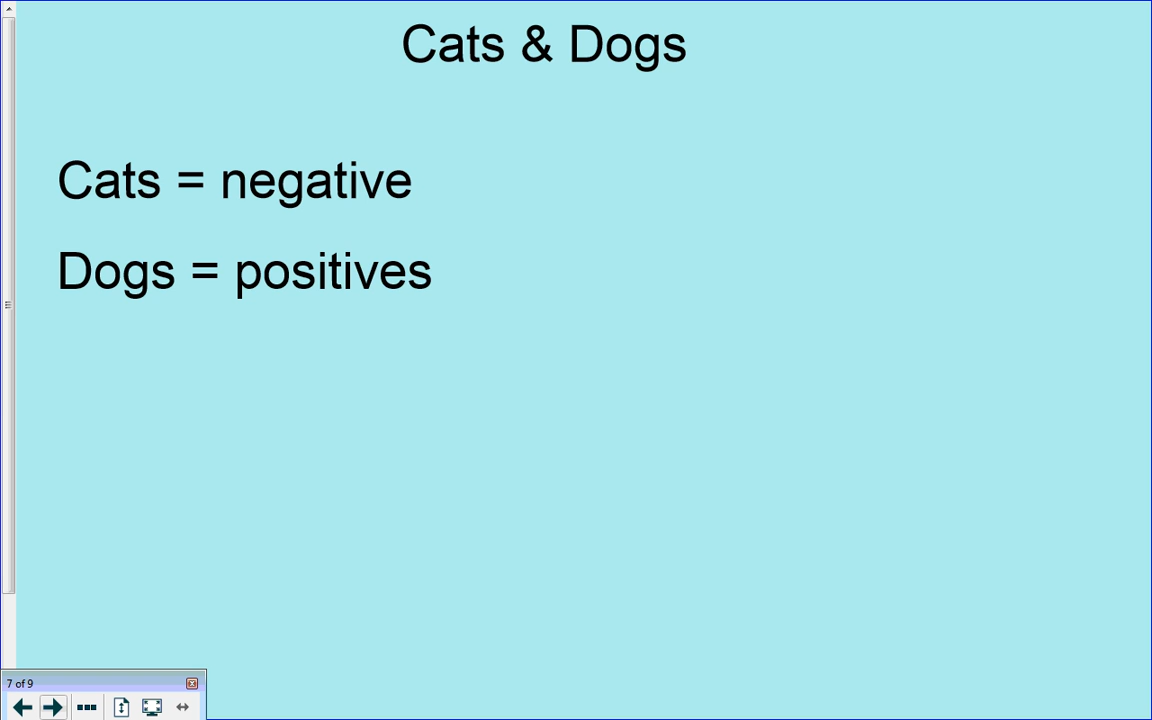 Cats & Dogs
Cats = negative
Dogs = positives
7 of 9